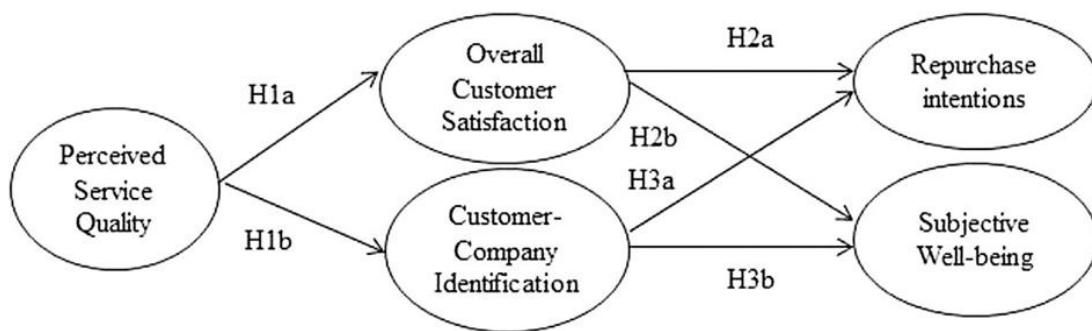 Perceived
Service
Quality
H1a
H1b
Overall
Customer
Satisfaction
Customer-
Company
Identification
H2a
H2b
H3a
H3b
Repurchase
intentions
Subjective
Well-being